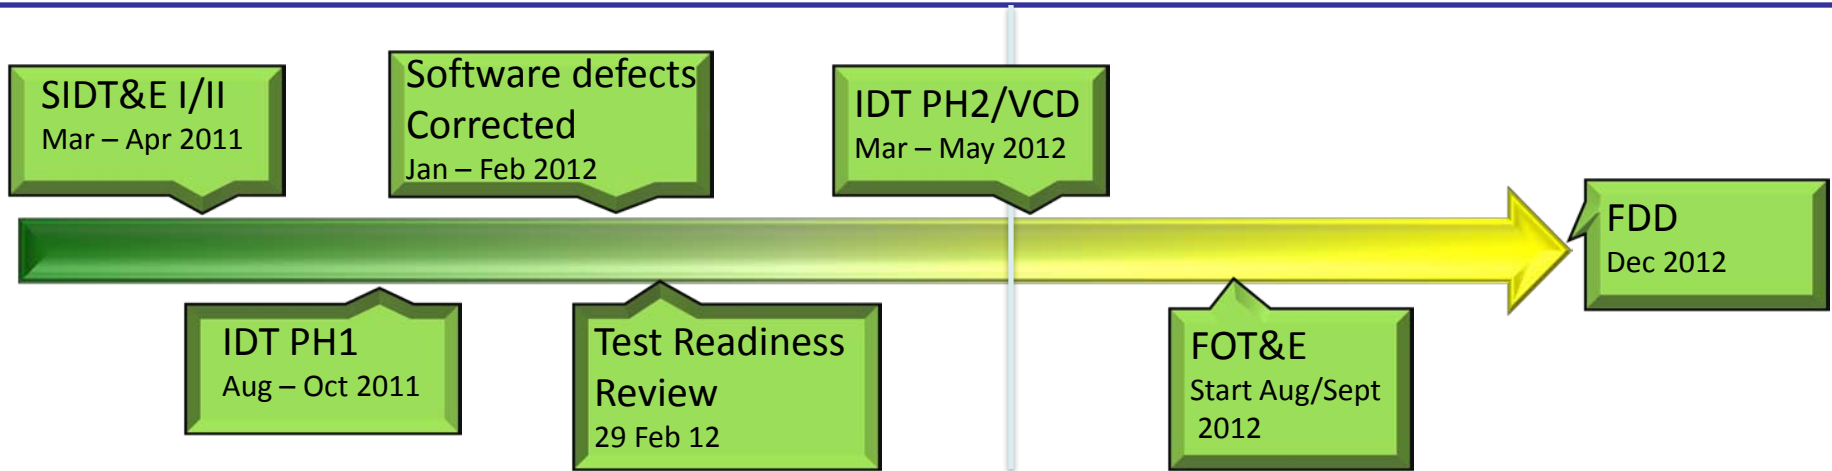 SIDT&E I/II
Mar – Apr 2011
Software defects
Corrected
Jan – Feb 2012
IDT PH2/VCD
Mar – May 2012
FDD
Dec 2012
IDT PH1
Aug – Oct 2011
Test Readiness
Review
29 Feb 12
FOT&E
Start Aug/Sept
2012